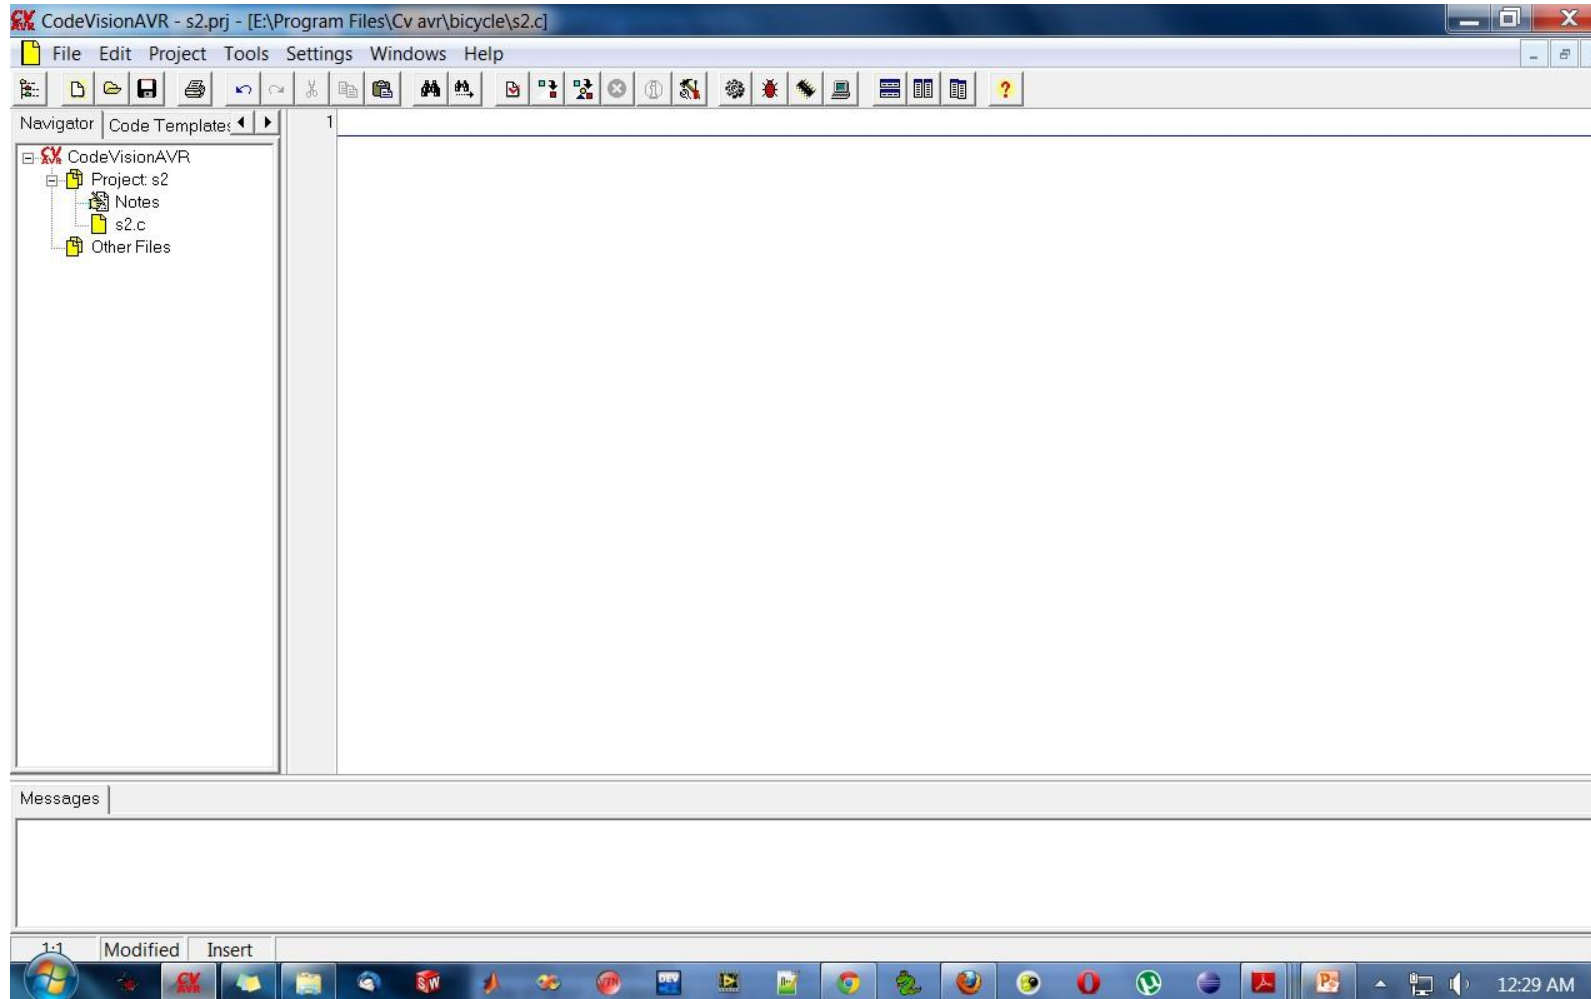 CodeVisionAVR - s2.prj - [E:\Program Files\Cv avr\bicycle\s2.c]
File Edit Project Tools Settings Windows Help
Navigator Code Templates 1
CodeVisionAVR
Project: s2
Notes
s2.c
Other Files
Messages
1:1 Modified Insert
12:29 AM